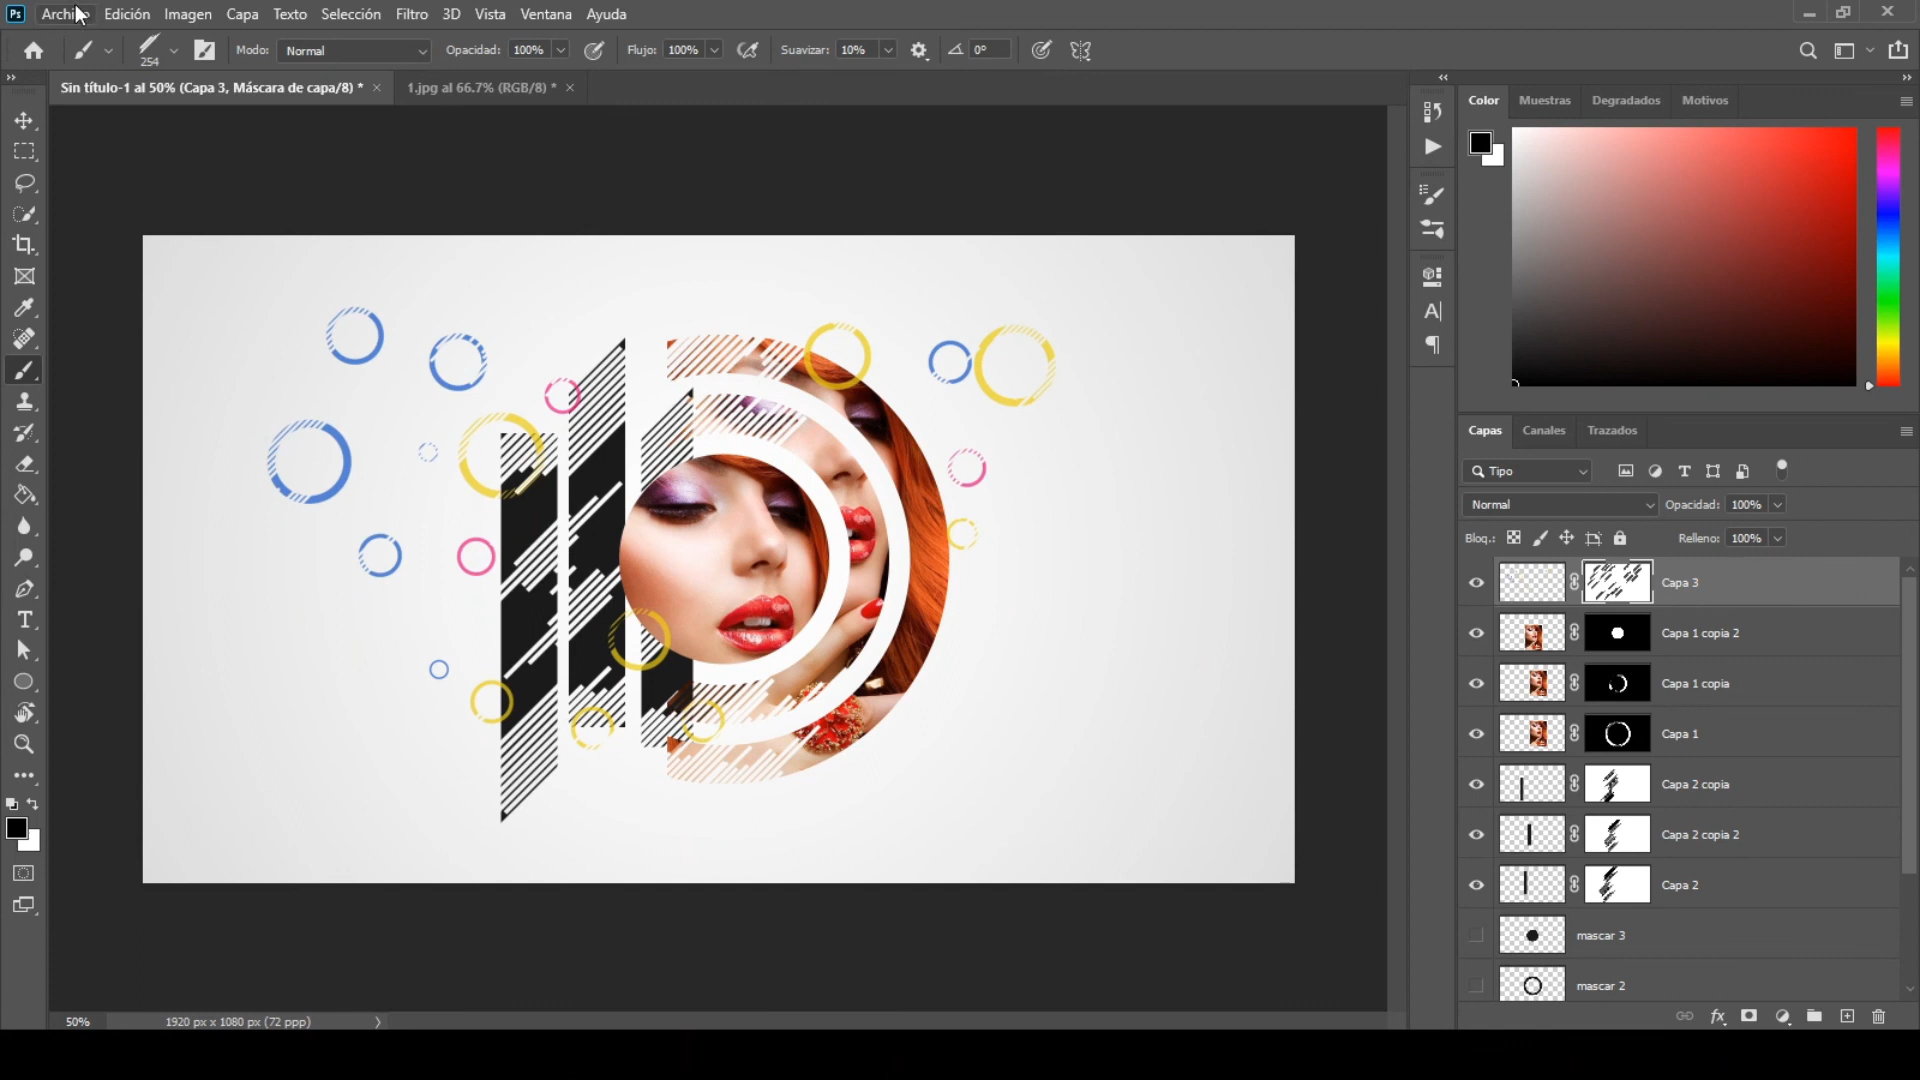 Ps Archivo Edición Imagen Capa Texto Selección Filtro 3D Vista Ventana Ayuda
254 Modo: Normal Opacidad: 100% Flujo: 100% Suavizar: 10% 0°
Sin título-1 al 50% (Capa 3, Máscara de capa/8) * × 1.jpg al 66.7% (RGB/8) * ×
Color Muestras Degradados Motivos
Capas Canales Trazados
Tipo
Normal Opacidad: 100%
Bloq.: Relleno: 100%
Capa 3
Capa 1 copia 2
Capa 1 copia
Capa 1
Capa 2 copia
Capa 2 copia 2
Capa 2
mascar 3
mascar 2
50% 1920 px x 1080 px (72 ppp)